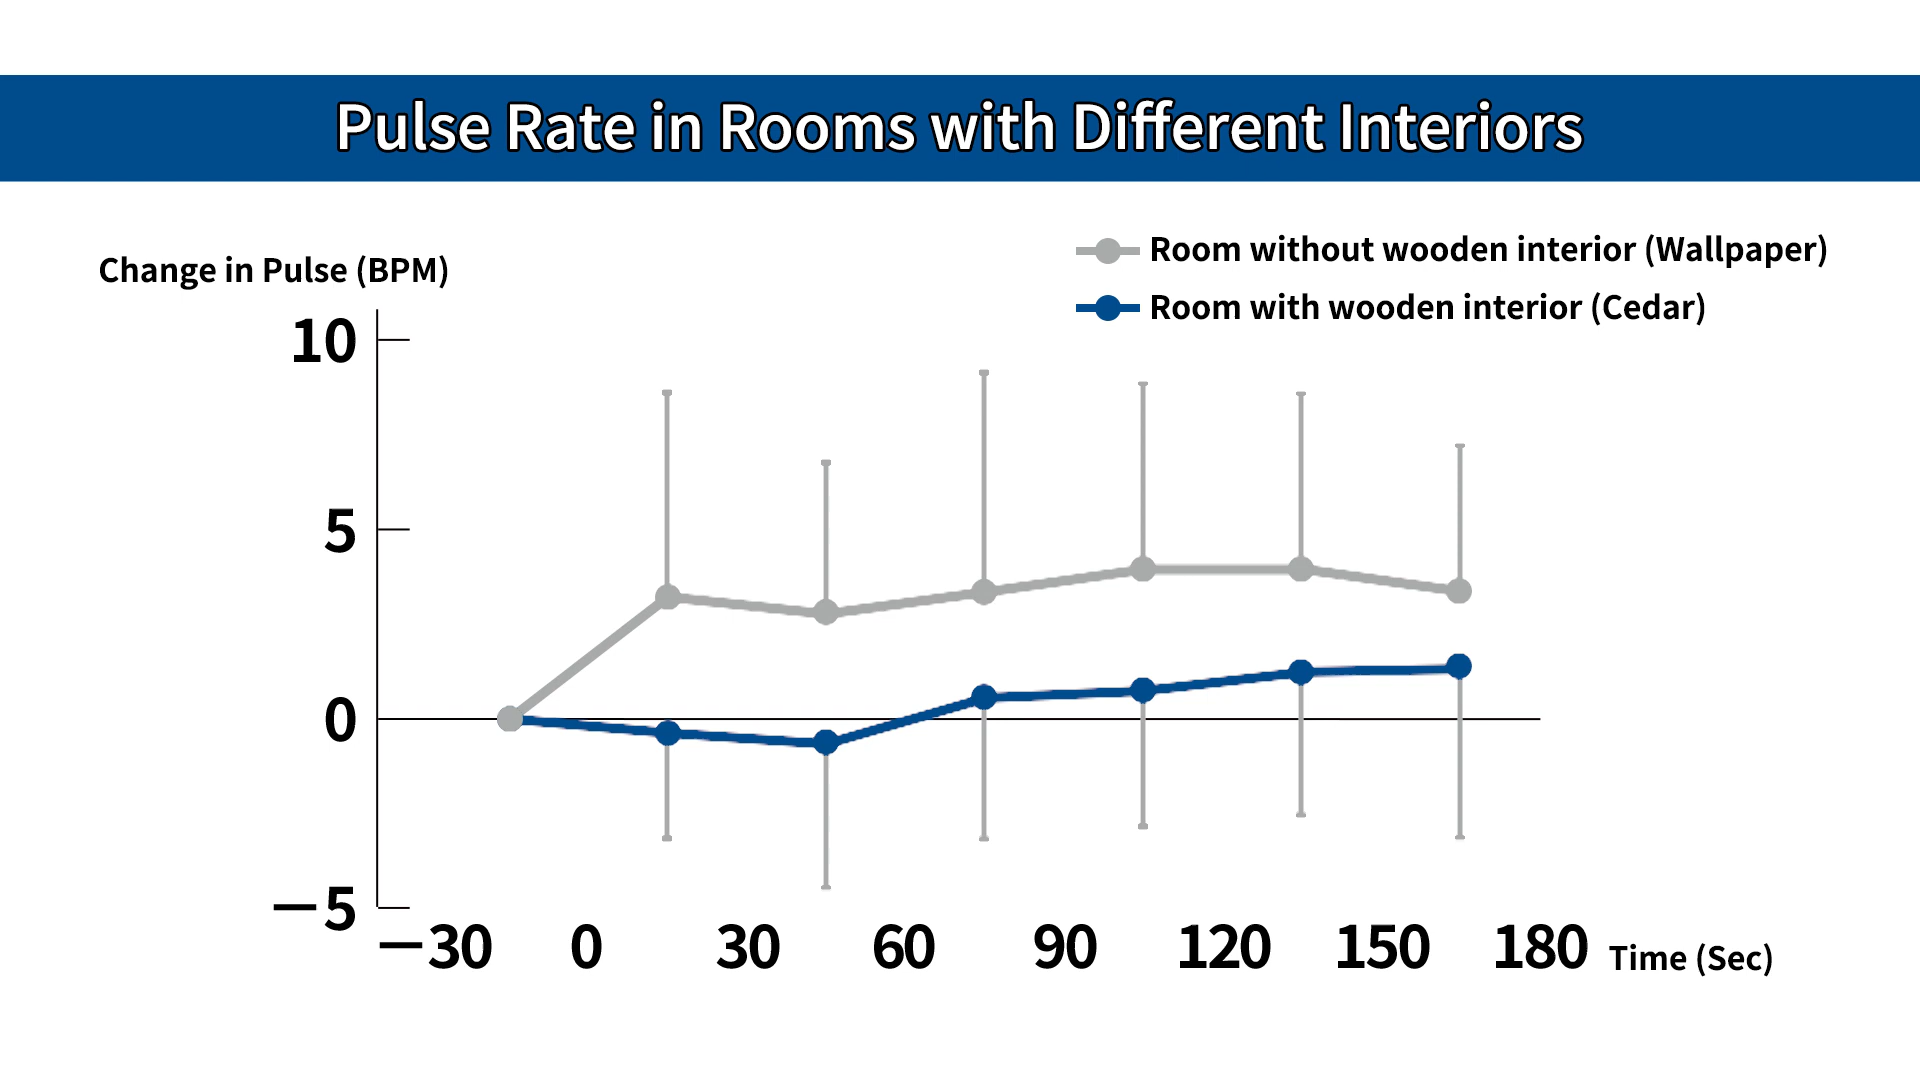 Pulse Rate in Rooms with Different Interiors
Room without wooden interior (Wallpaper)
Change in Pulse (BPM)
Room with wooden interior (Cedar)
10
5
0
−5
−30 0 30 60 90 120 150 180 Time (Sec)